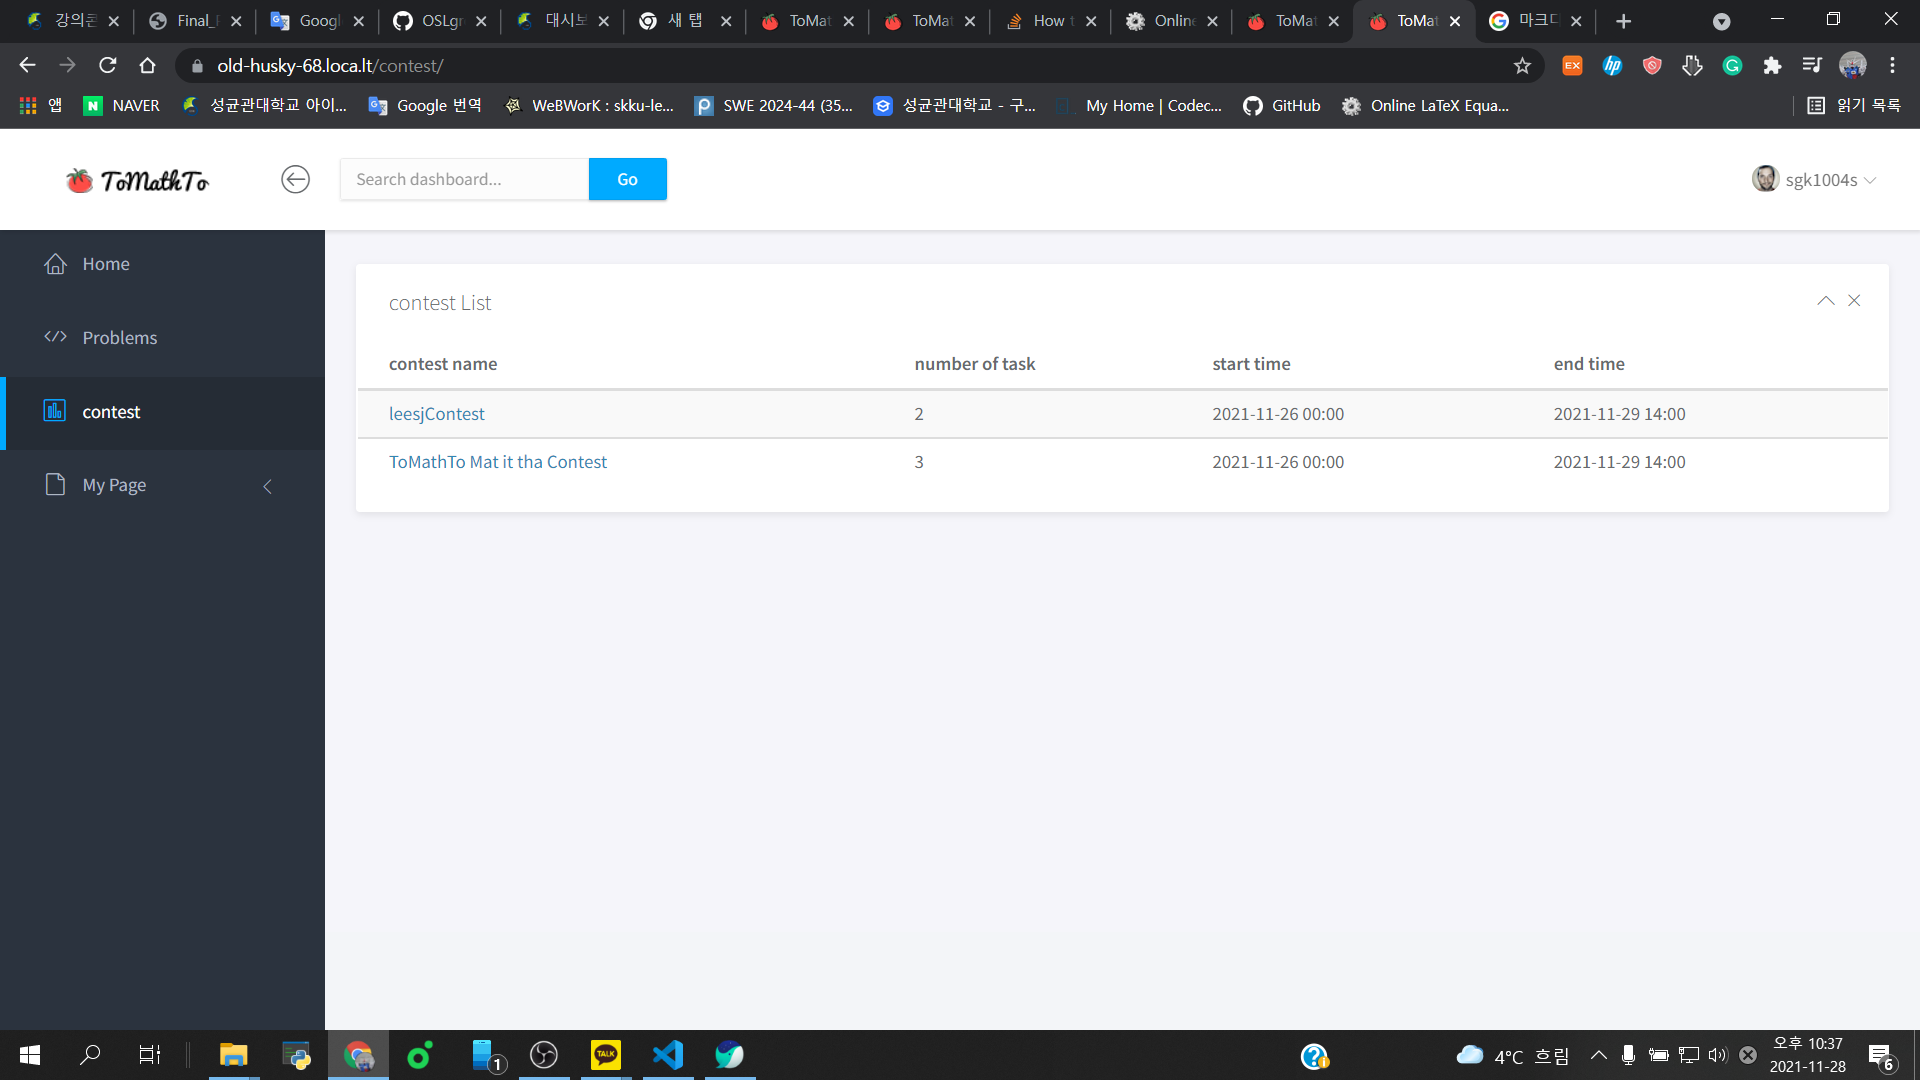 강의콘
Final_F
Google
OSLgr
대시보
새 탭
ToMat
ToMat
How t
Online
ToMat
ToMat
마크다
old-husky-68.loca.lt/contest/
앱
NAVER
성균관대학교 아이...
Google 번역
WeBWorK : skku-le...
SWE 2024-44 (35...
성균관대학교 - 구...
My Home | Codec...
GitHub
Online LaTeX Equa...
읽기 목록
ToMathTo
Search dashboard...
Go
sgk1004s
Home
Problems
contest
My Page
contest List
contest name number of task start time end time
leesjContest 2 2021-11-26 00:00 2021-11-29 14:00
ToMathTo Mat it tha Contest 3 2021-11-26 00:00 2021-11-29 14:00
TALK
1
4°C 흐림
오후 10:37
2021-11-28
6